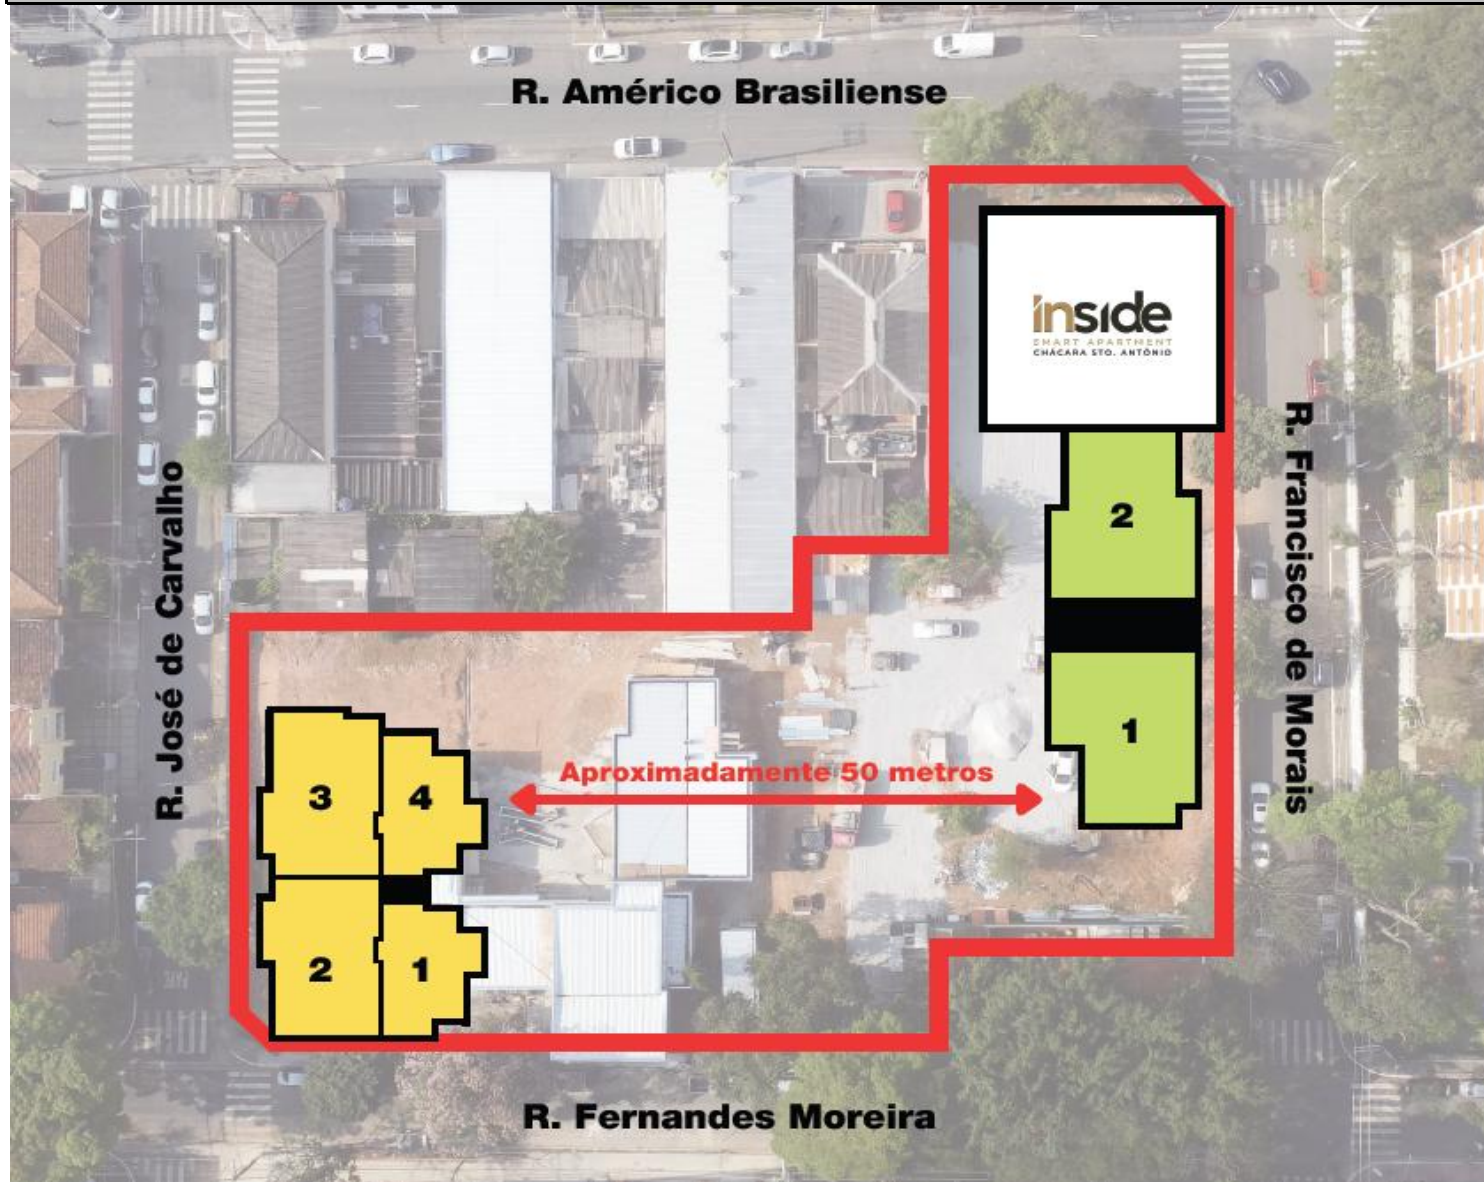 R. Américo Brasiliense
inside
SMART APARTMENT
CHÁCARA STO. ANTÔNIO
R. Francisco de Morais
R. José de Carvalho
2
1
Aproximadamente 50 metros
3
4
2
1
R. Fernandes Moreira